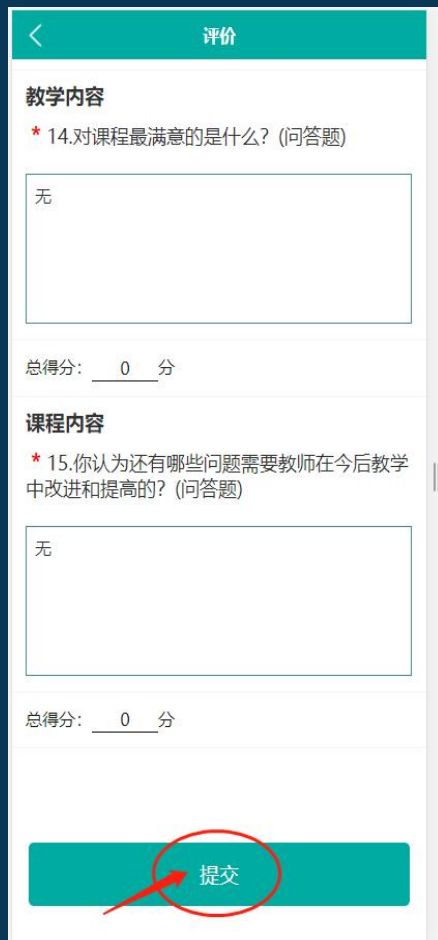 评价
教学内容
* 14.对课程最满意的是什么？(问答题)
无
总得分： 0 分
课程内容
* 15.你认为还有哪些问题需要教师在今后教学
中改进和提高的？(问答题)
无
总得分： 0 分
提交